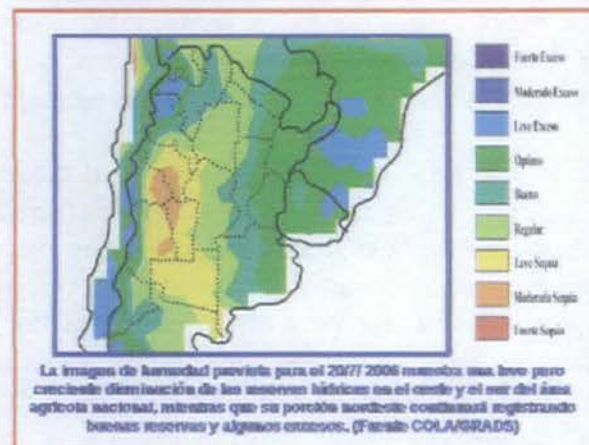 Fuerte Exceso
Moderado Exceso
Leve Exceso
Optimo
Bueno
Regular
Leve Sequia
Moderada Sequia
Fuerte Sequia
La imagen de humedad prevista para el 20/7/ 2006 muestra una leve pero
creciente disminución de las reservas hídricas en el oeste y el sur del área
agrícola nacional, mientras que su porción nordeste continuará registrando
buenas reservas y algunos excesos. (Fuente COLA/GRADS)